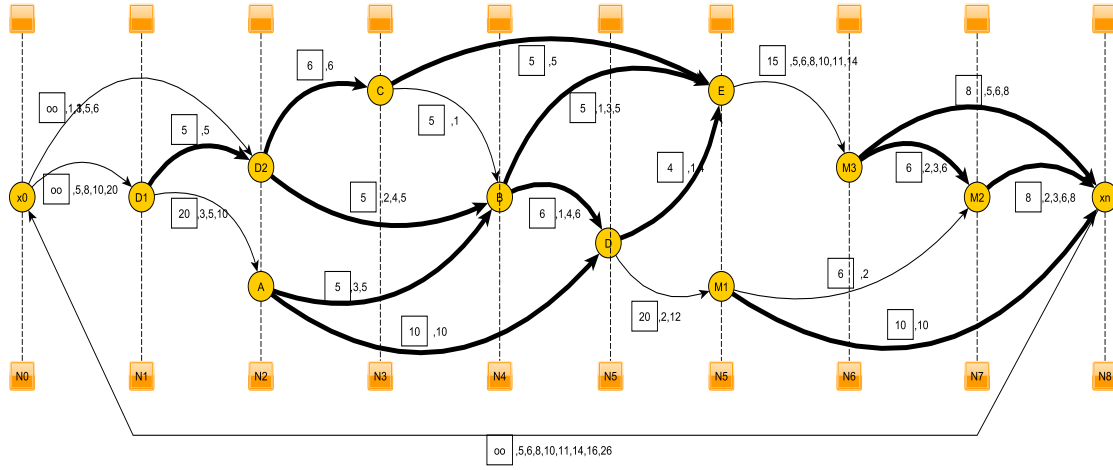 6 ,6
5 ,5
15 ,5,6,8,10,11,14
8 ,5,6,8
oo ,1,3,5,6
5 ,5
C
E
5 ,1
5 ,1,3,5
D2
4
M3
6 ,2,3,6
x0
oo ,5,8,10,20
D1
20 ,3,5,10
5 ,2,4,5
B
6 ,1,4,6
M2
8 ,2,3,6,8
xn
D
A
5 ,3,5
M1
6 ,2
10 ,10
20 ,2,12
10 ,10
N0 N1 N2 N3 N4 N5 N5 N6 N7 N8
oo ,5,6,8,10,11,14,16,26